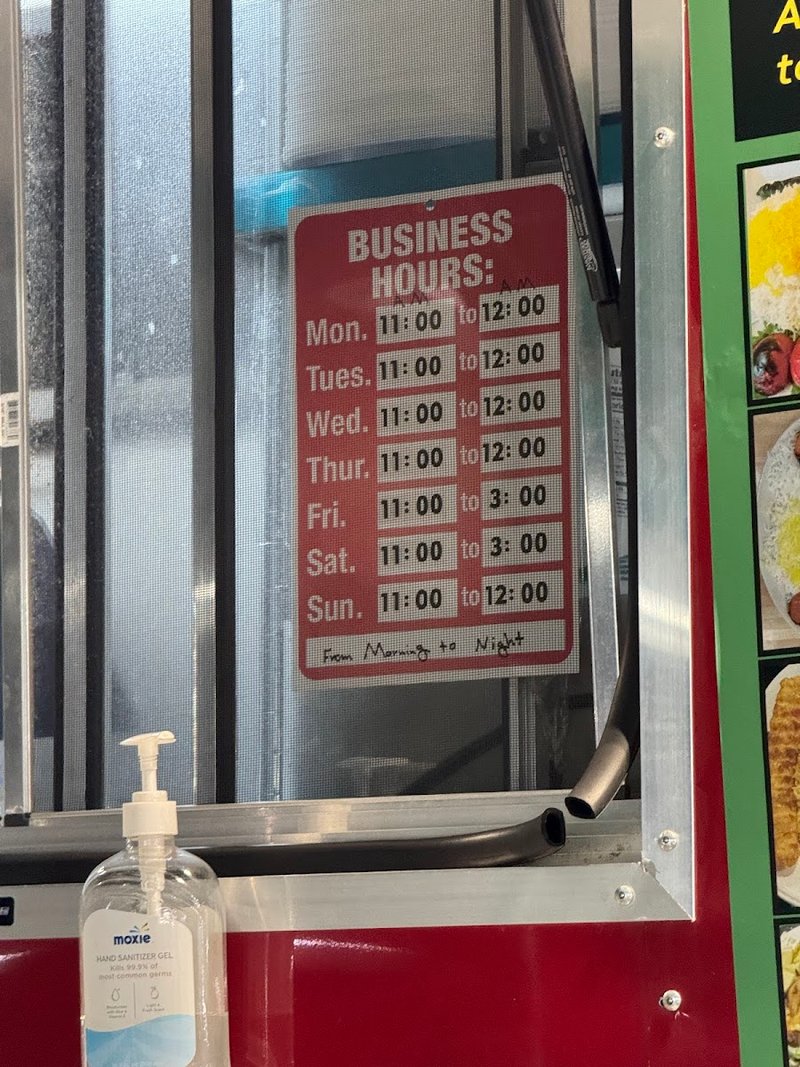 BUSINESS
HOURS:
AM AM
Mon. 11:00 to 12:00
Tues. 11:00 to 12:00
Wed. 11:00 to 12:00
Thur. 11:00 to 12:00
Fri. 11:00 to 3:00
Sat. 11:00 to 3:00
Sun. 11:00 to 12:00
From Morning to Night
moxie
HAND SANITIZER GEL
Kills 99.9% of
most common germs